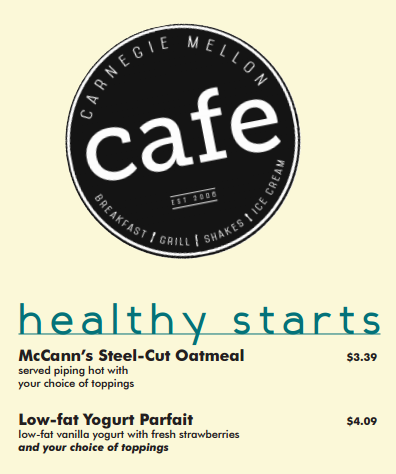 CARNEGIE MELLON
cafe
EST 2006
BREAKFAST | GRILL | SHAKES | ICE CREAM
healthy starts
McCann's Steel-Cut Oatmeal $3.39
served piping hot with
your choice of toppings
Low-fat Yogurt Parfait $4.09
low-fat vanilla yogurt with fresh strawberries
and your choice of toppings